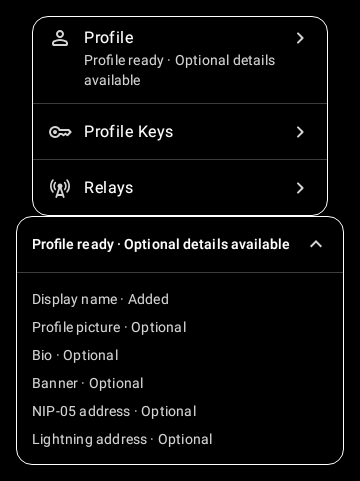 Profile
Profile ready · Optional details
available
Profile Keys
Relays
Profile ready · Optional details available
Display name · Added
Profile picture · Optional
Bio · Optional
Banner · Optional
NIP-05 address · Optional
Lightning address · Optional